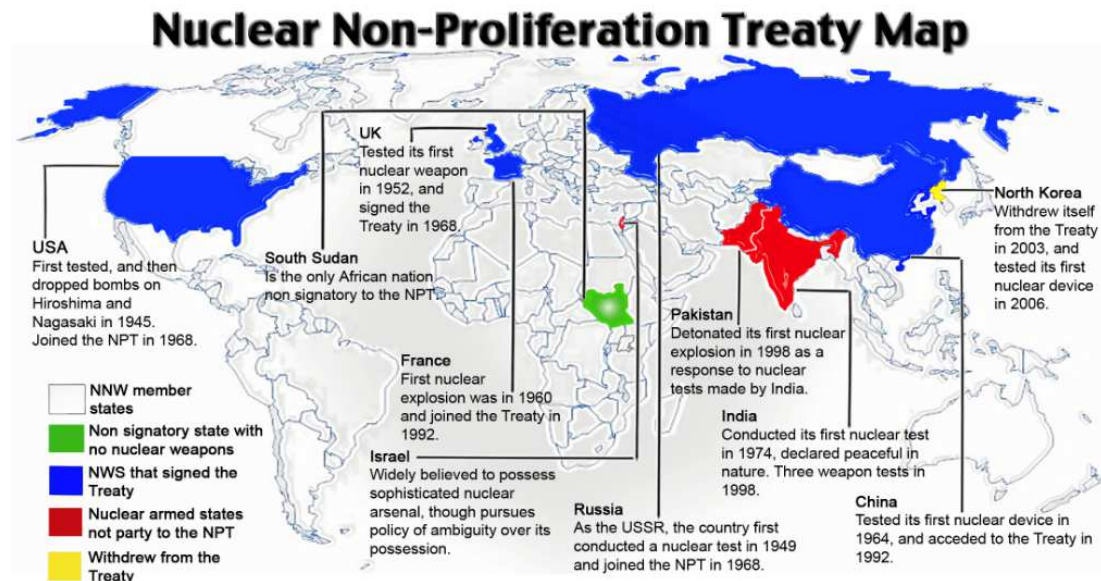 Nuclear Non-Proliferation Treaty Map
UK
Tested its first
nuclear weapon
in 1952, and
signed the
Treaty in 1968.
USA
First tested, and then
dropped bombs on
Hiroshima and
Nagasaki in 1945.
Joined the NPT in 1968.
South Sudan
Is the only African nation
non signatory to the NPT.
North Korea
Withdrew itself
from the Treaty
in 2003, and
tested its first
nuclear device
in 2006.
Pakistan
Detonated its first nuclear
explosion in 1998 as a
response to nuclear
tests made by India.
France
First nuclear
explosion was in 1960
and joined the Treaty in
1992.
India
Conducted its first nuclear test
in 1974, declared peaceful in
nature. Three weapon tests in
1998.
Israel
Widely believed to possess
sophisticated nuclear
arsenal, though pursues
policy of ambiguity over its
possession.
Russia
As the USSR, the country first
conducted a nuclear test in 1949
and joined the NPT in 1968.
China
Tested its first nuclear device in
1964, and acceded to the Treaty in
1992.
NNW member
states
Non signatory state with
no nuclear weapons
NWS that signed the
Treaty
Nuclear armed states
not party to the NPT
Withdrew from the
Treaty